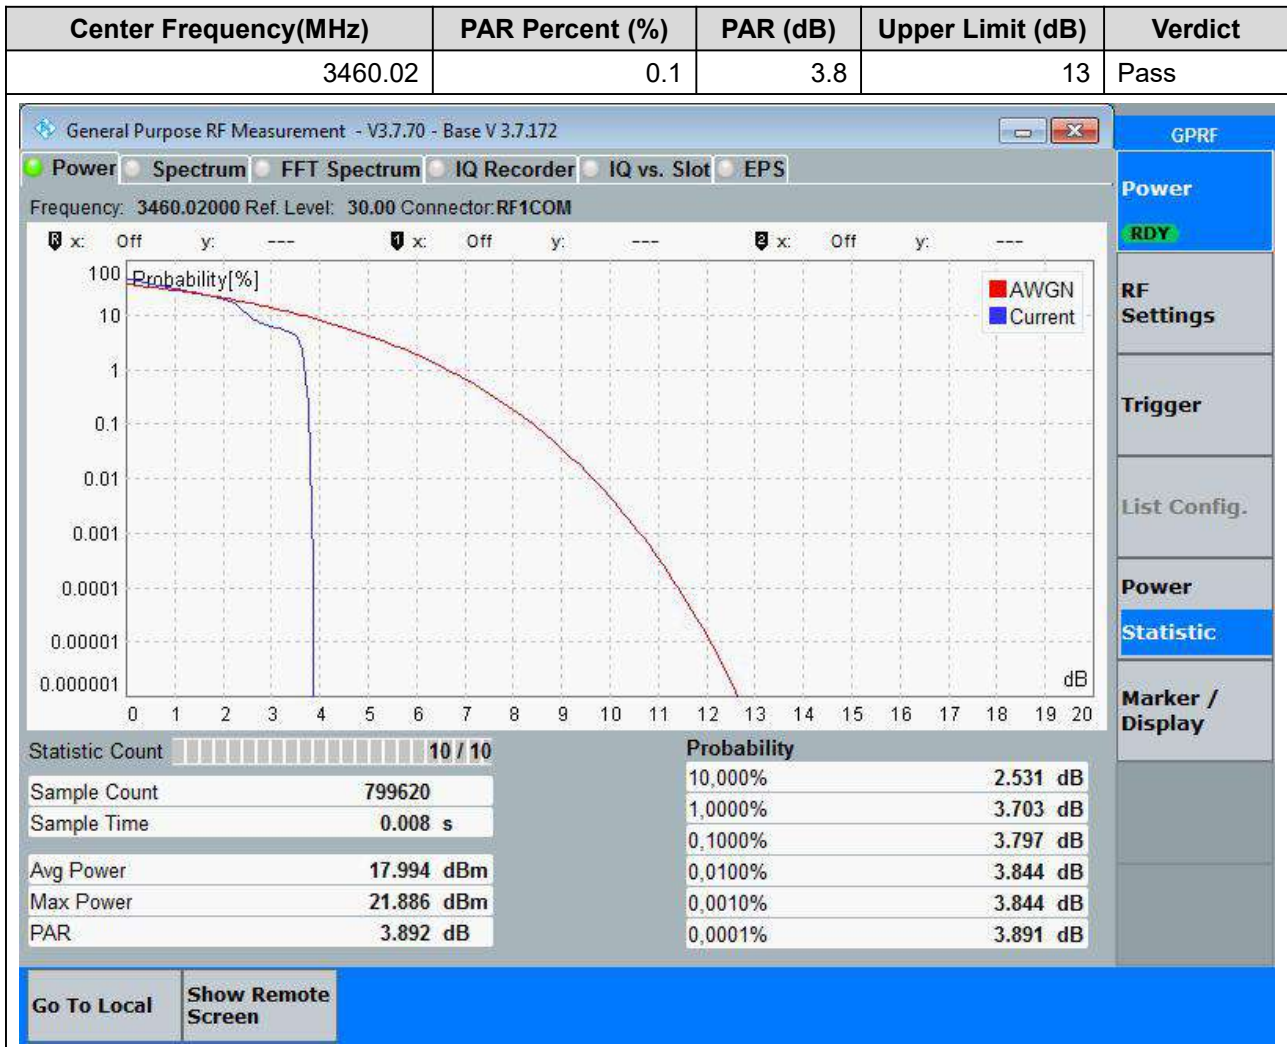 Center Frequency(MHz) PAR Percent (%) PAR (dB) Upper Limit (dB) Verdict
3460.02 0.1 3.8 13 Pass
General Purpose RF Measurement - V3.7.70 - Base V 3.7.172
GPRF
Power Spectrum FFT Spectrum IQ Recorder IQ vs. Slot EPS
Power
RDY
Frequency: 3460.02000 Ref. Level: 30.00 Connector:RF1COM
R x: Off y: --- 1 x: Off y: --- 2 x: Off y: ---
Probability[%]
AWGN
Current
100
10
1
0.1
0.01
0.001
0.0001
0.00001
0.000001
dB
0 1 2 3 4 5 6 7 8 9 10 11 12 13 14 15 16 17 18 19 20
RF
Settings
Trigger
List Config.
Power
Statistic
Marker /
Display
Statistic Count 10 / 10
Sample Count 799620
Sample Time 0.008 s
Avg Power 17.994 dBm
Max Power 21.886 dBm
PAR 3.892 dB
Probability
10,000% 2.531 dB
1,0000% 3.703 dB
0,1000% 3.797 dB
0,0100% 3.844 dB
0,0010% 3.844 dB
0,0001% 3.891 dB
Go To Local
Show Remote
Screen